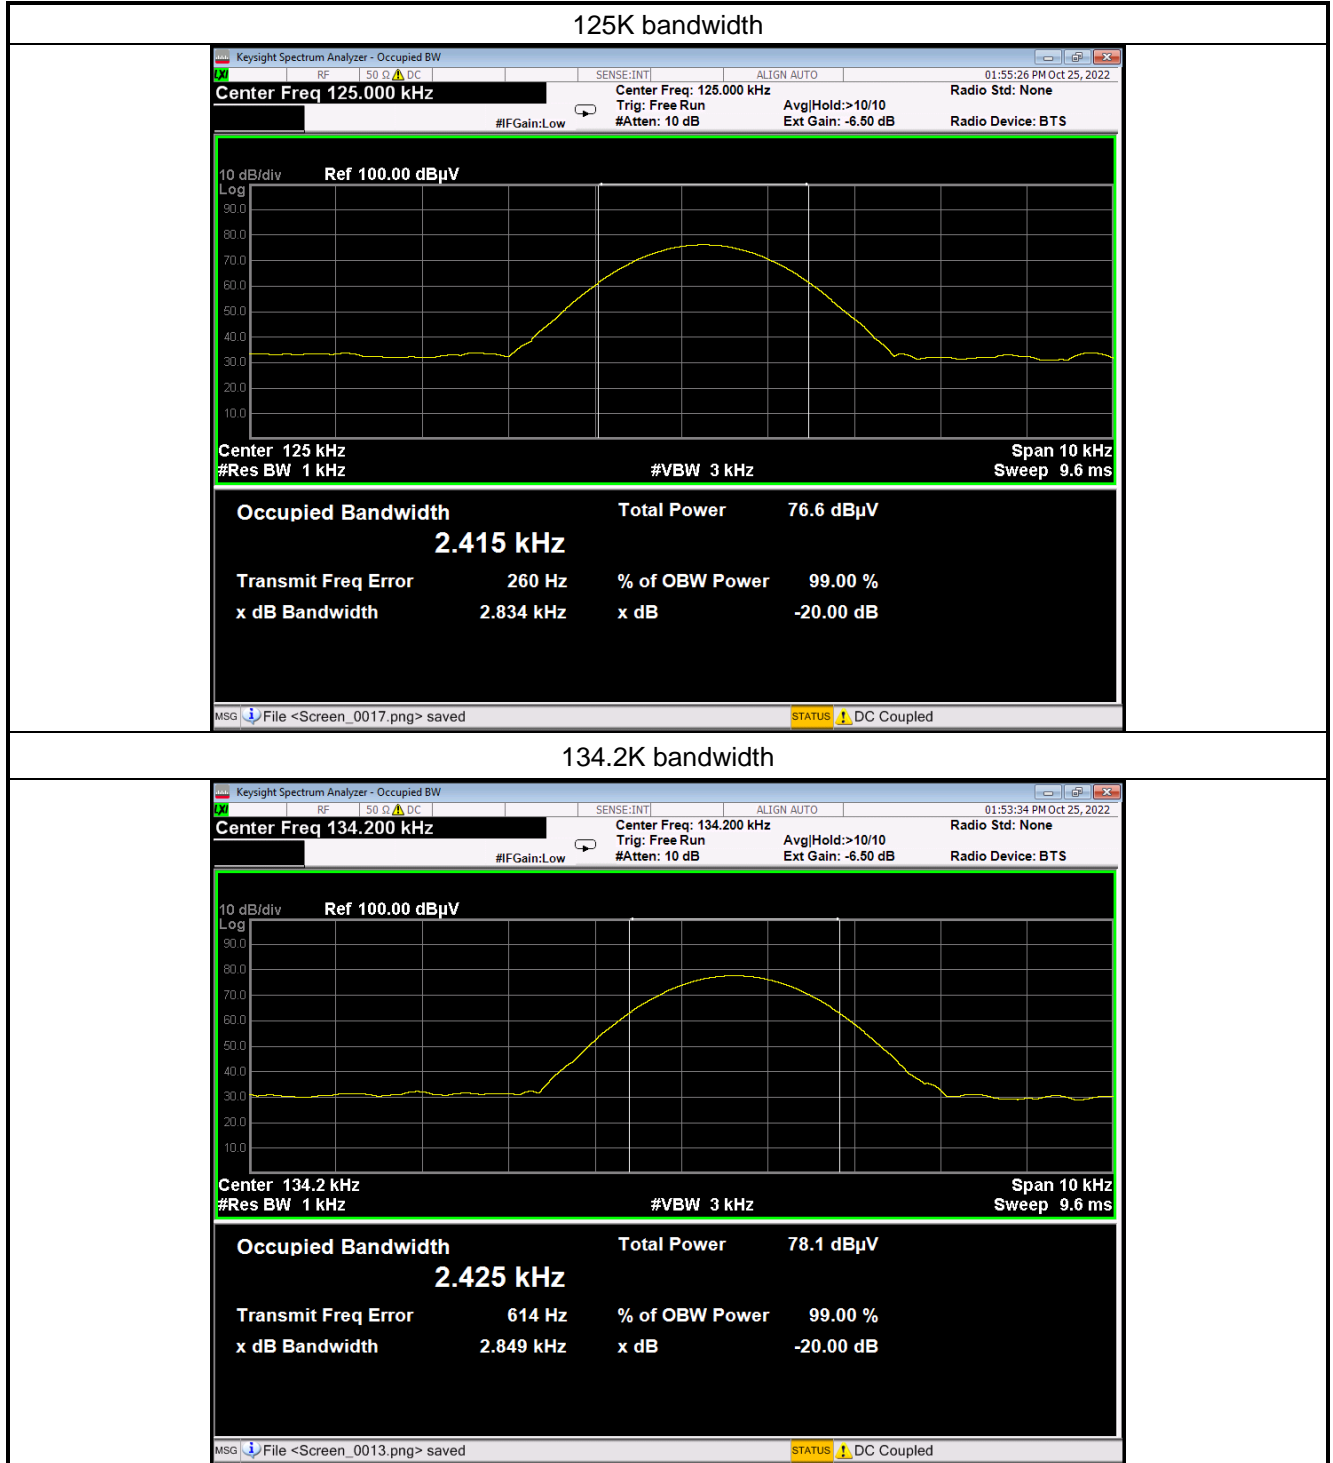 125K bandwidth
Keysight Spectrum Analyzer - Occupied BW
LXI RF 50 Ω DC SENSE:INT ALIGN AUTO 01:55:26 PM Oct 25, 2022
Center Freq 125.000 kHz Center Freq: 125.000 kHz Radio Std: None
Trig: Free Run Avg|Hold:>10/10
#IFGain:Low #Atten: 10 dB Ext Gain: -6.50 dB Radio Device: BTS
10 dB/div Ref 100.00 dBµV
Log
90.0
80.0
70.0
60.0
50.0
40.0
30.0
20.0
10.0
Center 125 kHz Span 10 kHz
#Res BW 1 kHz #VBW 3 kHz Sweep 9.6 ms
Occupied Bandwidth Total Power 76.6 dBµV
2.415 kHz
Transmit Freq Error 260 Hz % of OBW Power 99.00 %
x dB Bandwidth 2.834 kHz x dB -20.00 dB
MSG File <Screen_0017.png> saved STATUS DC Coupled
134.2K bandwidth
Keysight Spectrum Analyzer - Occupied BW
LXI RF 50 Ω DC SENSE:INT ALIGN AUTO 01:53:34 PM Oct 25, 2022
Center Freq 134.200 kHz Center Freq: 134.200 kHz Radio Std: None
Trig: Free Run Avg|Hold:>10/10
#IFGain:Low #Atten: 10 dB Ext Gain: -6.50 dB Radio Device: BTS
10 dB/div Ref 100.00 dBµV
Log
90.0
80.0
70.0
60.0
50.0
40.0
30.0
20.0
10.0
Center 134.2 kHz Span 10 kHz
#Res BW 1 kHz #VBW 3 kHz Sweep 9.6 ms
Occupied Bandwidth Total Power 78.1 dBµV
2.425 kHz
Transmit Freq Error 614 Hz % of OBW Power 99.00 %
x dB Bandwidth 2.849 kHz x dB -20.00 dB
MSG File <Screen_0013.png> saved STATUS DC Coupled